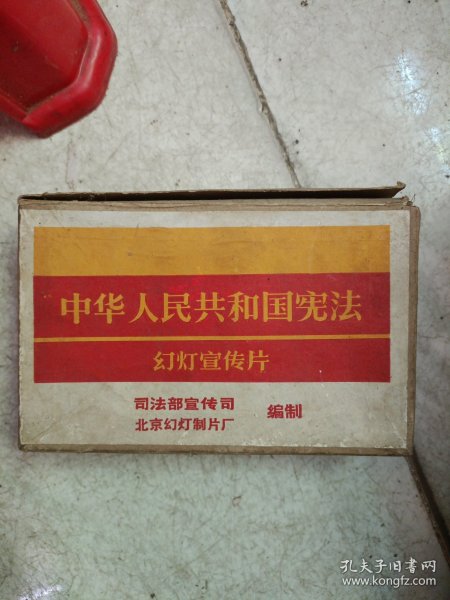 中华人民共和国宪法
幻灯宣传片
司法部宣传司
北京幻灯制片厂
编制
孔夫子旧书网
www.kongfz.com